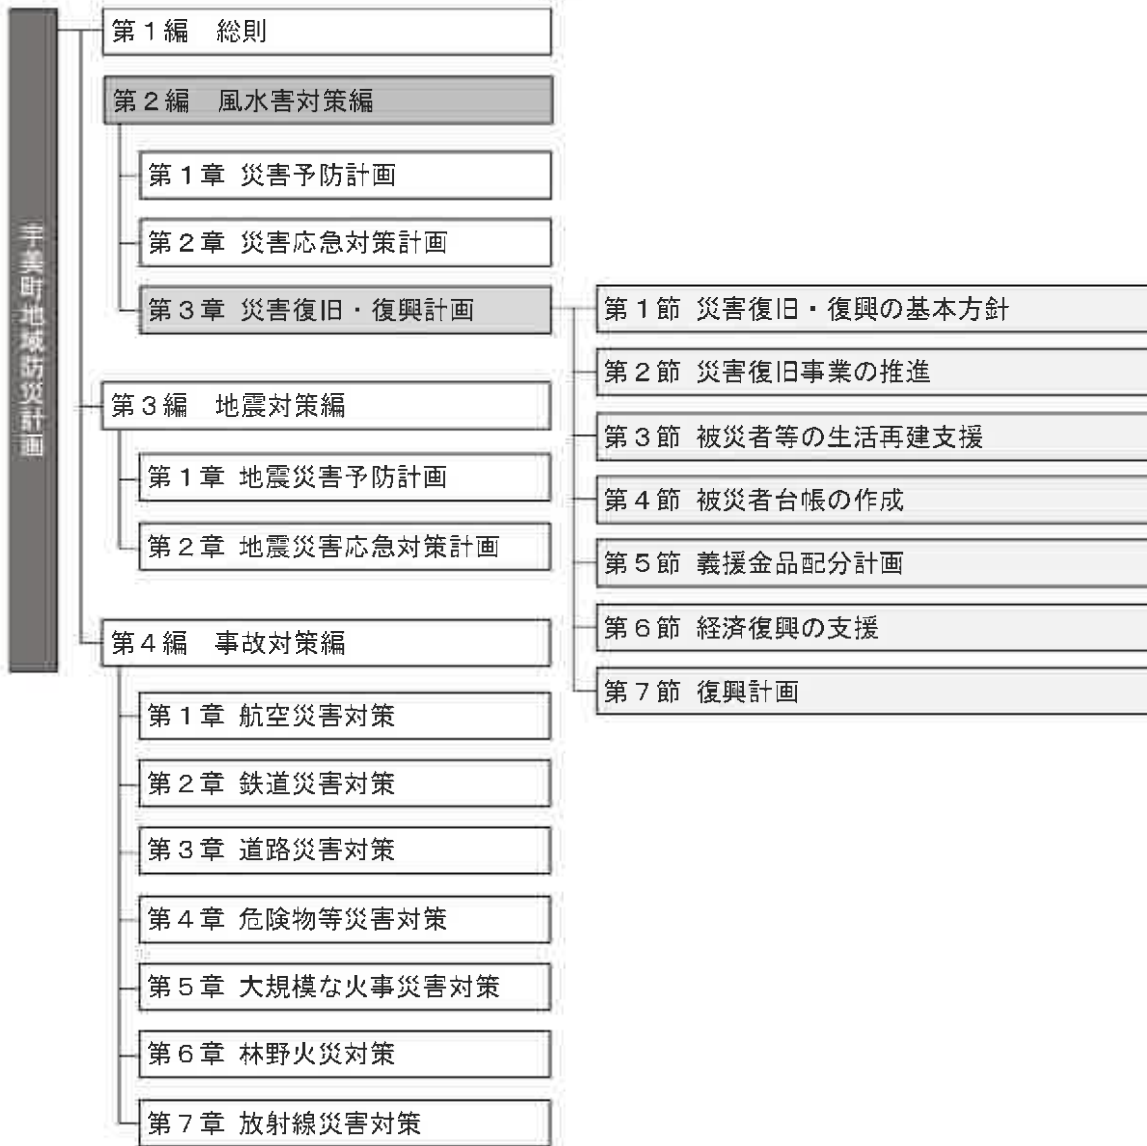 宇美町地域防災計画
第1編 総則
第2編 風水害対策編
第1章 災害予防計画
第2章 災害応急対策計画
第3章 災害復旧・復興計画
第1節 災害復旧・復興の基本方針
第2節 災害復旧事業の推進
第3節 被災者等の生活再建支援
第4節 被災者台帳の作成
第5節 義援金品配分計画
第6節 経済復興の支援
第7節 復興計画
第3編 地震対策編
第1章 地震災害予防計画
第2章 地震災害応急対策計画
第4編 事故対策編
第1章 航空災害対策
第2章 鉄道災害対策
第3章 道路災害対策
第4章 危険物等災害対策
第5章 大規模な火事災害対策
第6章 林野火災対策
第7章 放射線災害対策